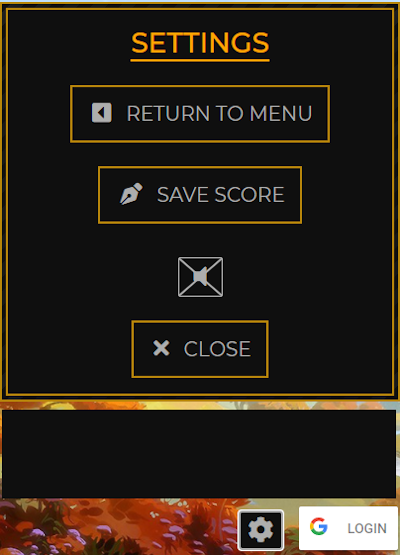 SETTINGS
RETURN TO MENU
SAVE SCORE
CLOSE
LOGIN